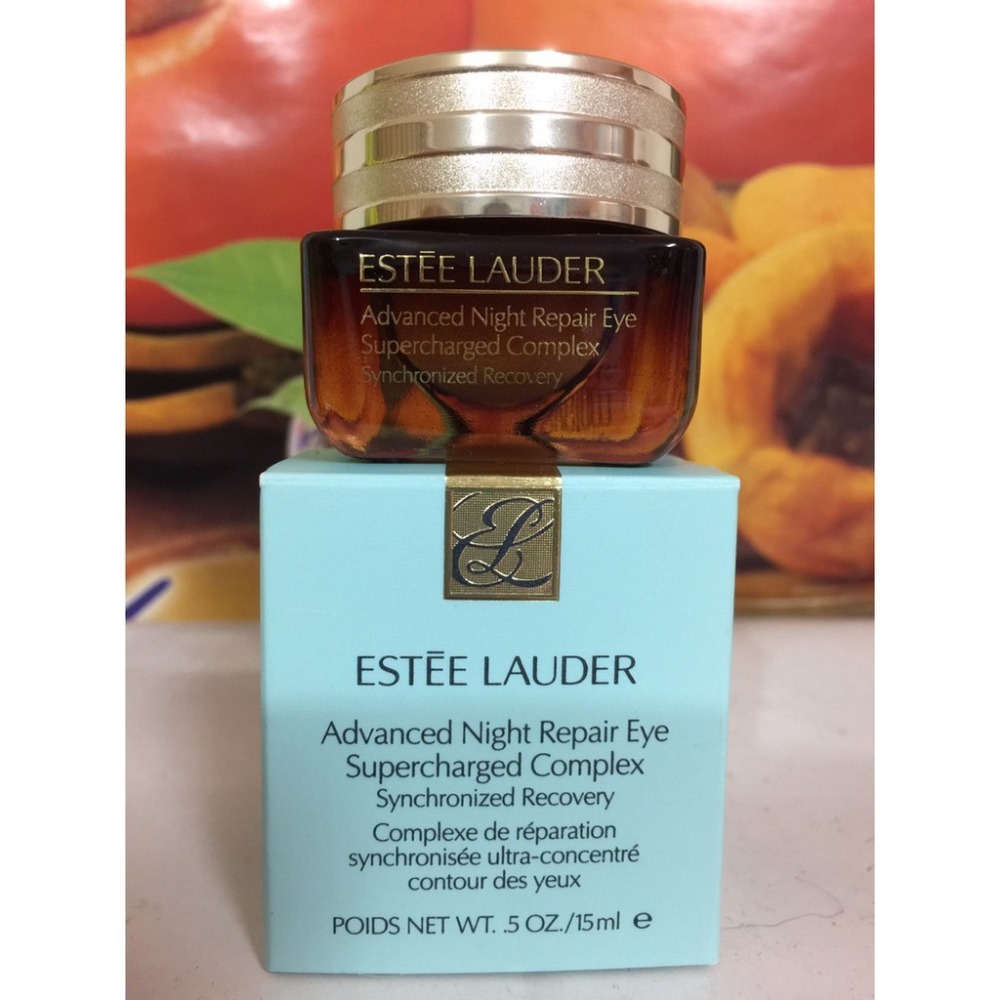 ESTĒE LAUDER
Advanced Night Repair Eye
Supercharged Complex
Synchronized Recovery
EL
ESTĒE LAUDER
Advanced Night Repair Eye
Supercharged Complex
Synchronized Recovery
Complexe de réparation
synchronisée ultra-concentré
contour des yeux
POIDS NET WT. .5 OZ./15ml e